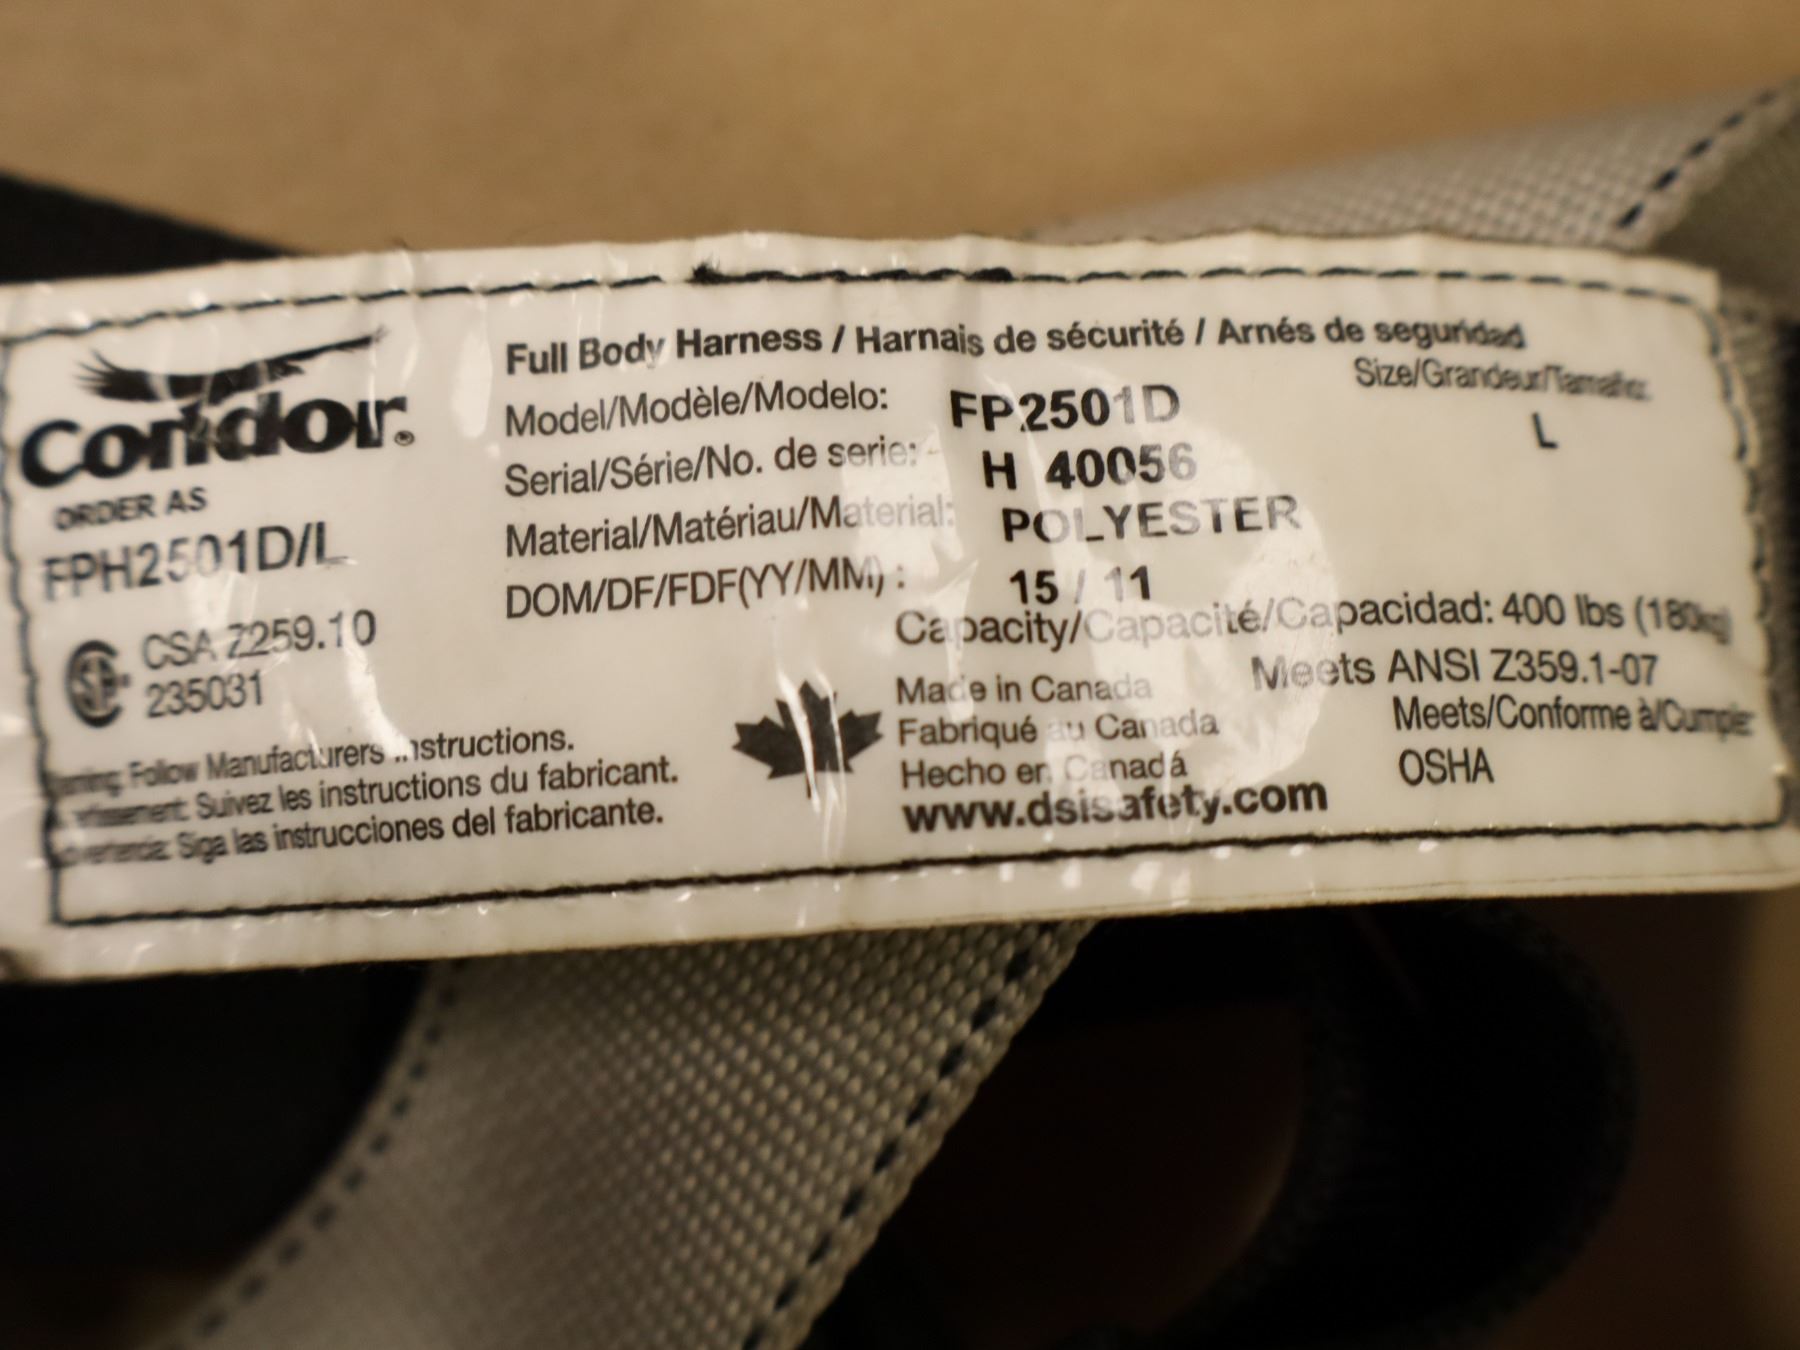 Condor®
ORDER AS
FPH2501D/L
CSA Z259.10
235031
Warning: Follow Manufacturers Instructions.
Avertissement: Suivez les instructions du fabricant.
Advertencia: Siga las instrucciones del fabricante.
Full Body Harness / Harnais de sécurité / Arnés de seguridad
Size/Grandeur/Tamaño:
L
Model/Modèle/Modelo: FP2501D
Serial/Série/No. de serie: H 40056
Material/Matériau/Material: POLYESTER
DOM/DF/FDF(YY/MM) : 15 / 11
Capacity/Capacité/Capacidad: 400 lbs (180kg)
Made in Canada
Fabriqué au Canada
Hecho en Canadá
www.dsisafety.com
Meets ANSI Z359.1-07
Meets/Conforme à/Cumple:
OSHA